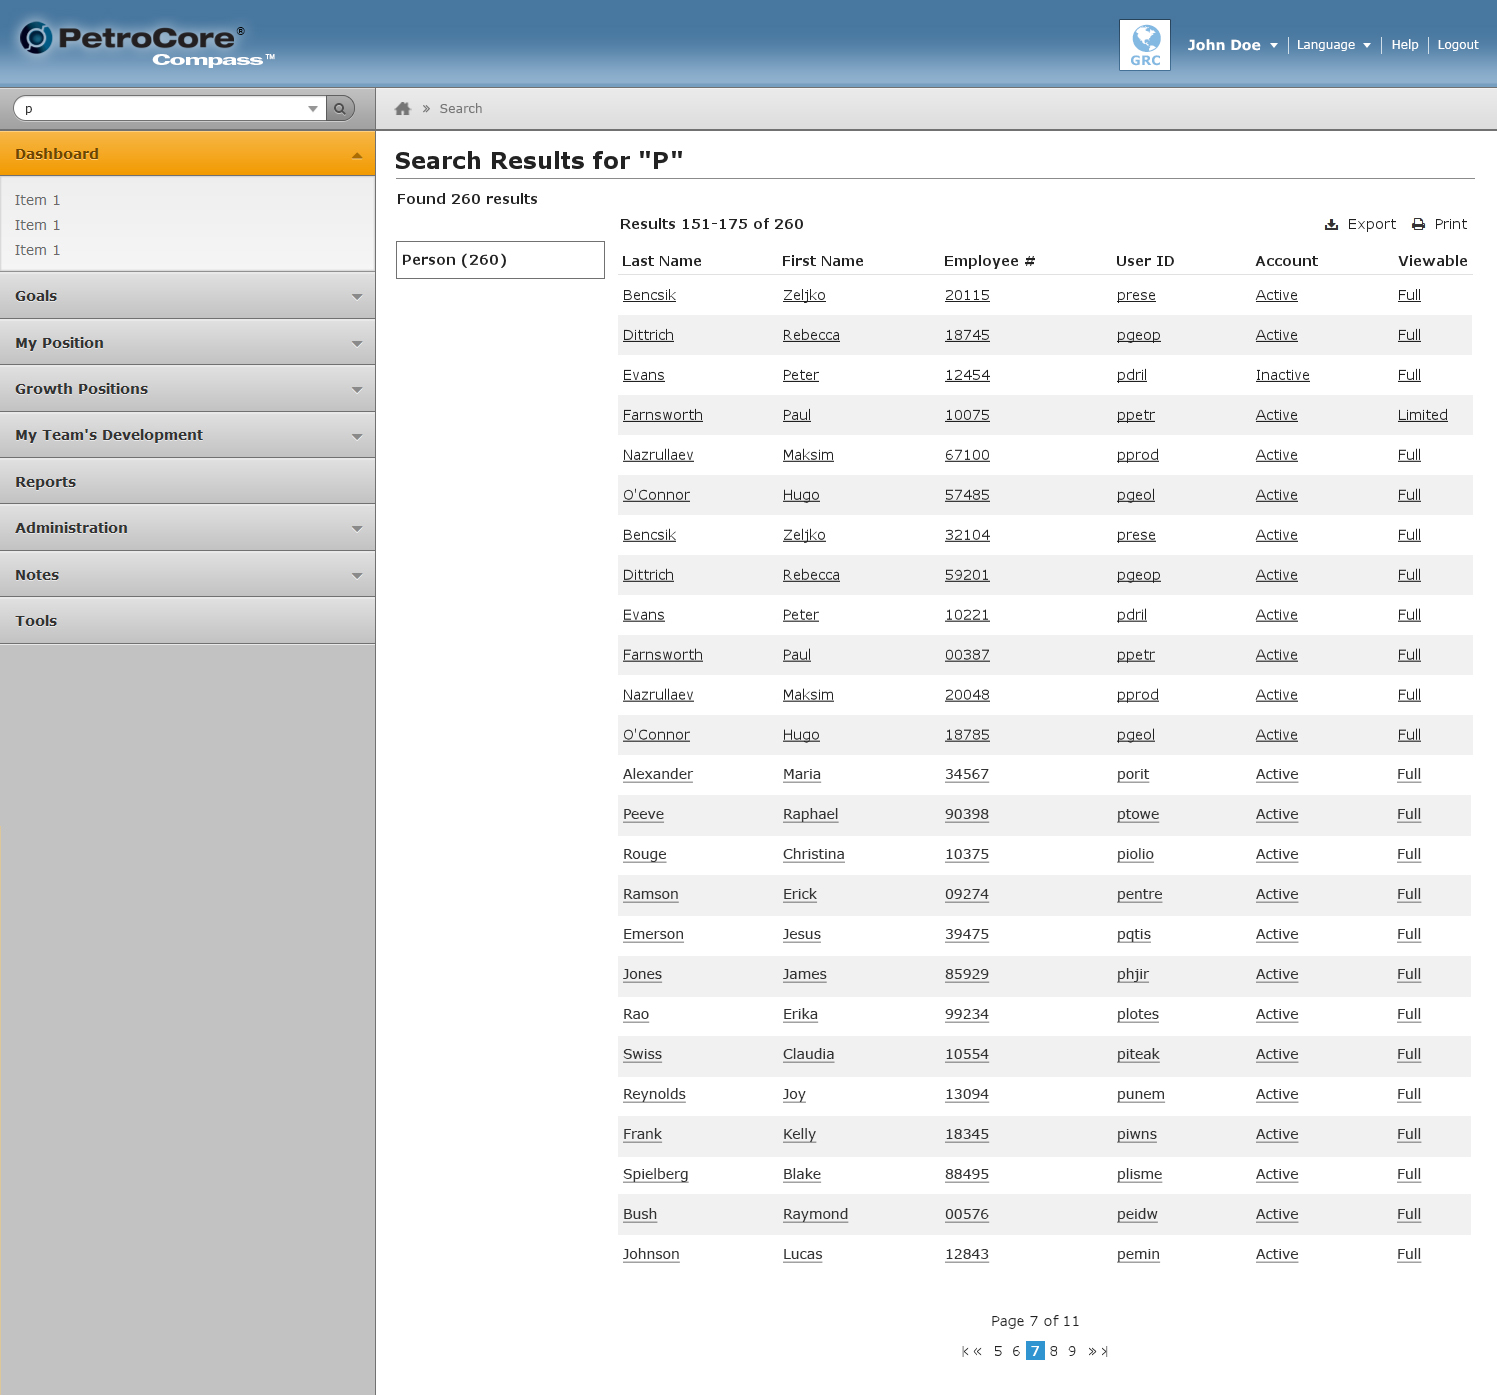 PetroCore®
Compass™
GRC
John Doe
Language
Help
Logout
p
» Search
Dashboard
Item 1
Item 1
Item 1
Goals
My Position
Growth Positions
My Team's Development
Reports
Administration
Notes
Tools
Search Results for "P"
Found 260 results
Results 151-175 of 260
Export
Print
Person (260)
Last Name First Name Employee # User ID Account Viewable
Bencsik Zeljko 20115 prese Active Full
Dittrich Rebecca 18745 pgeop Active Full
Evans Peter 12454 pdril Inactive Full
Farnsworth Paul 10075 ppetr Active Limited
Nazrullaev Maksim 67100 pprod Active Full
O'Connor Hugo 57485 pgeol Active Full
Bencsik Zeljko 32104 prese Active Full
Dittrich Rebecca 59201 pgeop Active Full
Evans Peter 10221 pdril Active Full
Farnsworth Paul 00387 ppetr Active Full
Nazrullaev Maksim 20048 pprod Active Full
O'Connor Hugo 18785 pgeol Active Full
Alexander Maria 34567 porit Active Full
Peeve Raphael 90398 ptowe Active Full
Rouge Christina 10375 piolio Active Full
Ramson Erick 09274 pentre Active Full
Emerson Jesus 39475 pqtis Active Full
Jones James 85929 phjir Active Full
Rao Erika 99234 plotes Active Full
Swiss Claudia 10554 piteak Active Full
Reynolds Joy 13094 punem Active Full
Frank Kelly 18345 piwns Active Full
Spielberg Blake 88495 plisme Active Full
Bush Raymond 00576 peidw Active Full
Johnson Lucas 12843 pemin Active Full
Page 7 of 11
|< « 5 6 7 8 9 » >|